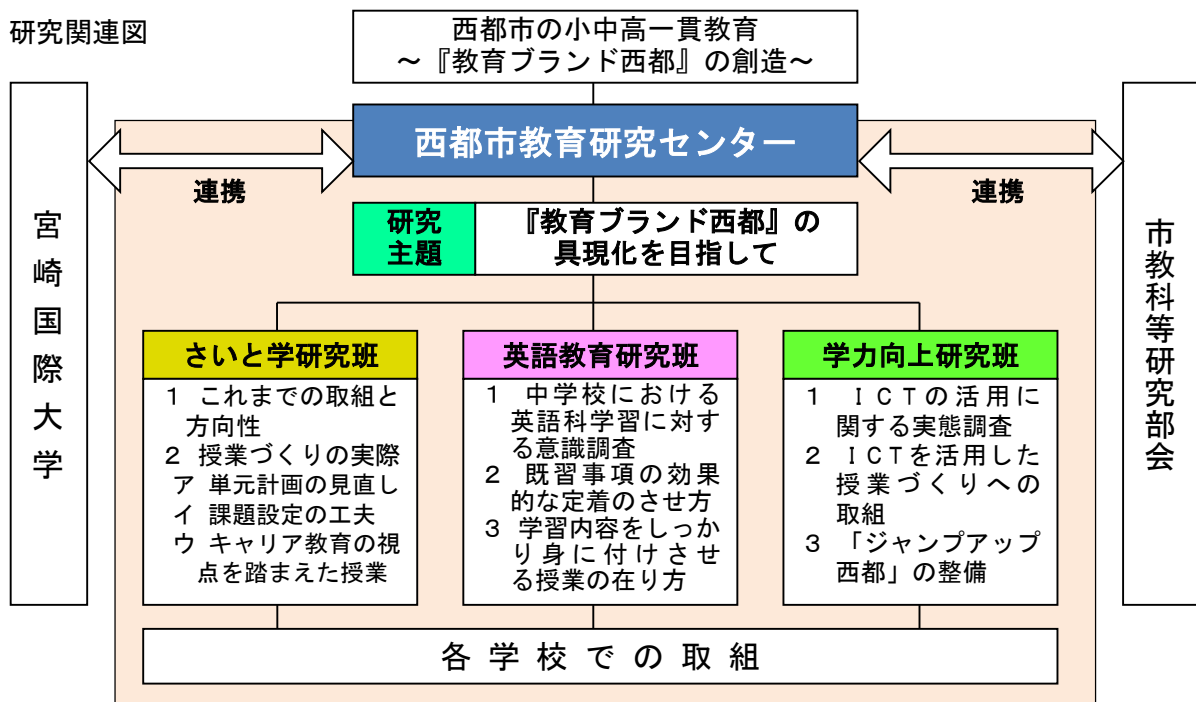 研究関連図
西都市の小中高一貫教育
～『教育ブランド西都』の創造～
西都市教育研究センター
連携
連携
宮崎国際大学
市教科等研究部会
研究
主題
『教育ブランド西都』の
具現化を目指して
さいと学研究班
1 これまでの取組と
方向性
2 授業づくりの実際
ア 単元計画の見直し
イ 課題設定の工夫
ウ キャリア教育の視
点を踏まえた授業
英語教育研究班
1 中学校における
英語科学習に対す
る意識調査
2 既習事項の効果
的な定着のさせ方
3 学習内容をしっか
り身に付けさせ
る授業の在り方
学力向上研究班
1 ＩＣＴの活用に
関する実態調査
2 ＩＣＴを活用した
授業づくりへの
取組
3 「ジャンプアップ
西都」の整備
各学校での取組